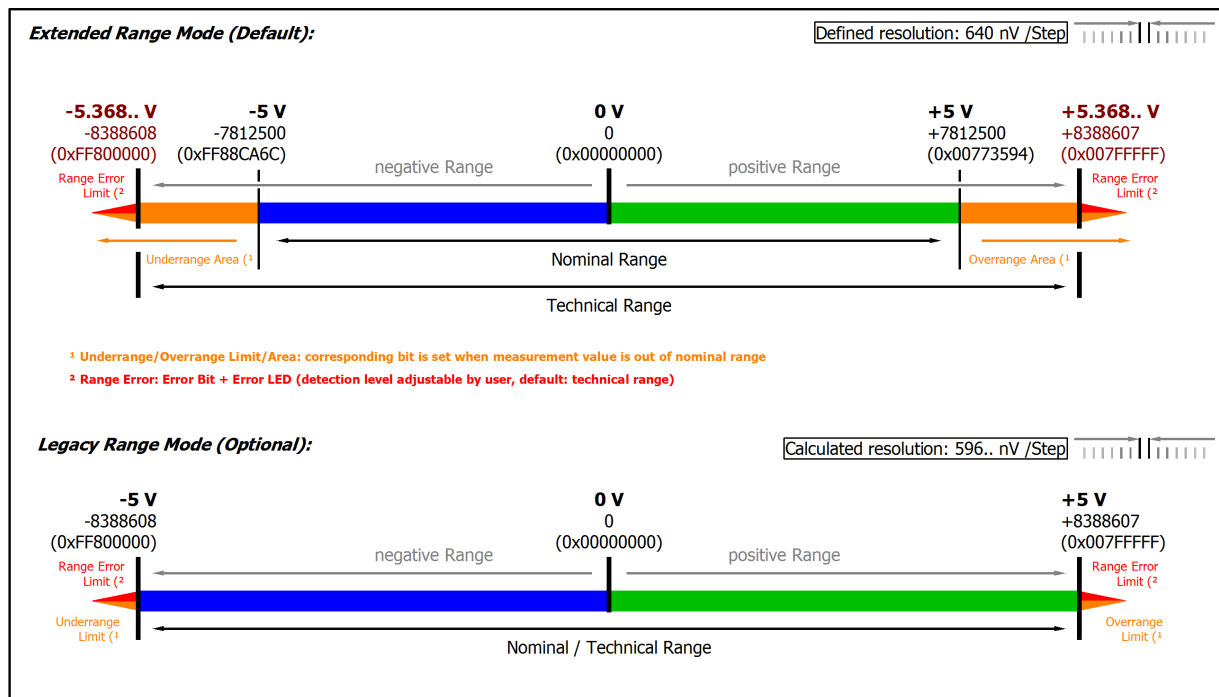 Extended Range Mode (Default):
Defined resolution: 640 nV /Step
-5.368.. V
-8388608
(0xFF800000)
-5 V
-7812500
(0xFF88CA6C)
0 V
0
(0x00000000)
+5 V
+7812500
(0x00773594)
+5.368.. V
+8388607
(0x007FFFFF)
negative Range
positive Range
Range Error
Limit (²
Range Error
Limit (²
Underrange Area (¹
Nominal Range
Overrange Area (¹
Technical Range
¹ Underrange/Overrange Limit/Area: corresponding bit is set when measurement value is out of nominal range
² Range Error: Error Bit + Error LED (detection level adjustable by user, default: technical range)
Legacy Range Mode (Optional):
Calculated resolution: 596.. nV /Step
-5 V
-8388608
(0xFF800000)
0 V
0
(0x00000000)
+5 V
+8388607
(0x007FFFFF)
negative Range
positive Range
Range Error
Limit (²
Range Error
Limit (²
Underrange
Limit (¹
Overrange
Limit (¹
Nominal / Technical Range